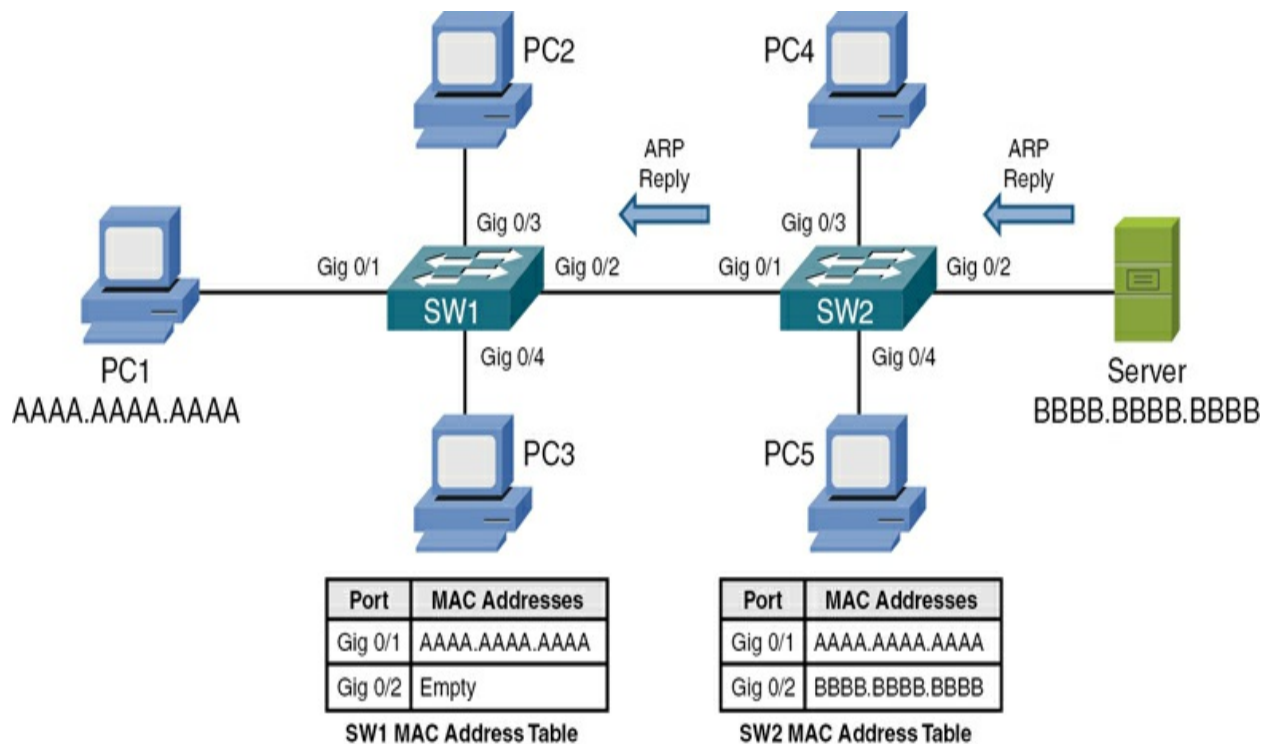 PC2
PC4
ARP
Reply
ARP
Reply
Gig 0/3
Gig 0/3
Gig 0/1
Gig 0/2
Gig 0/1
Gig 0/2
SW1
SW2
Gig 0/4
Gig 0/4
PC1
AAAA.AAAA.AAAA
Server
BBBB.BBBB.BBBB
PC3
PC5
Port MAC Addresses
Gig 0/1 AAAA.AAAA.AAAA
Gig 0/2 Empty
SW1 MAC Address Table
Port MAC Addresses
Gig 0/1 AAAA.AAAA.AAAA
Gig 0/2 BBBB.BBBB.BBBB
SW2 MAC Address Table